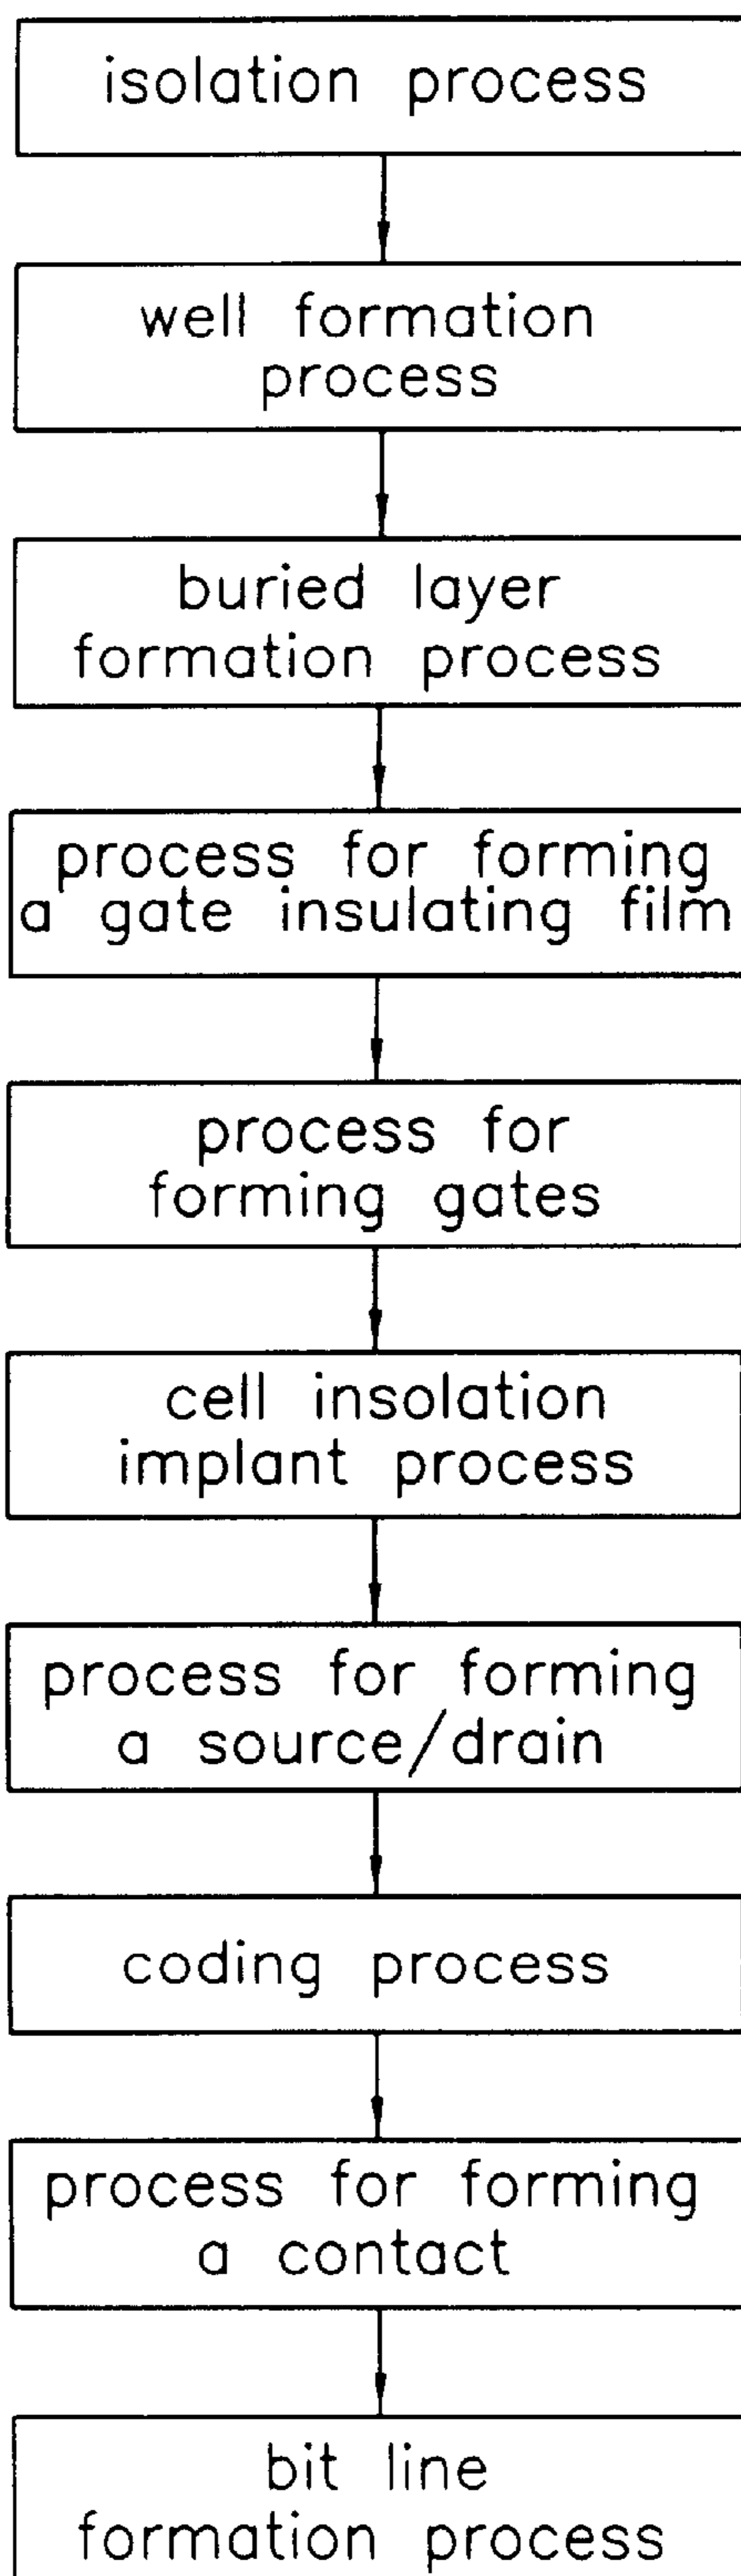 isolation process
well formation
process
buried layer
formation process
process for forming
a gate insulating film
process for
forming gates
cell insolation
implant process
process for forming
a source/drain
coding process
process for forming
a contact
bit line
formation process